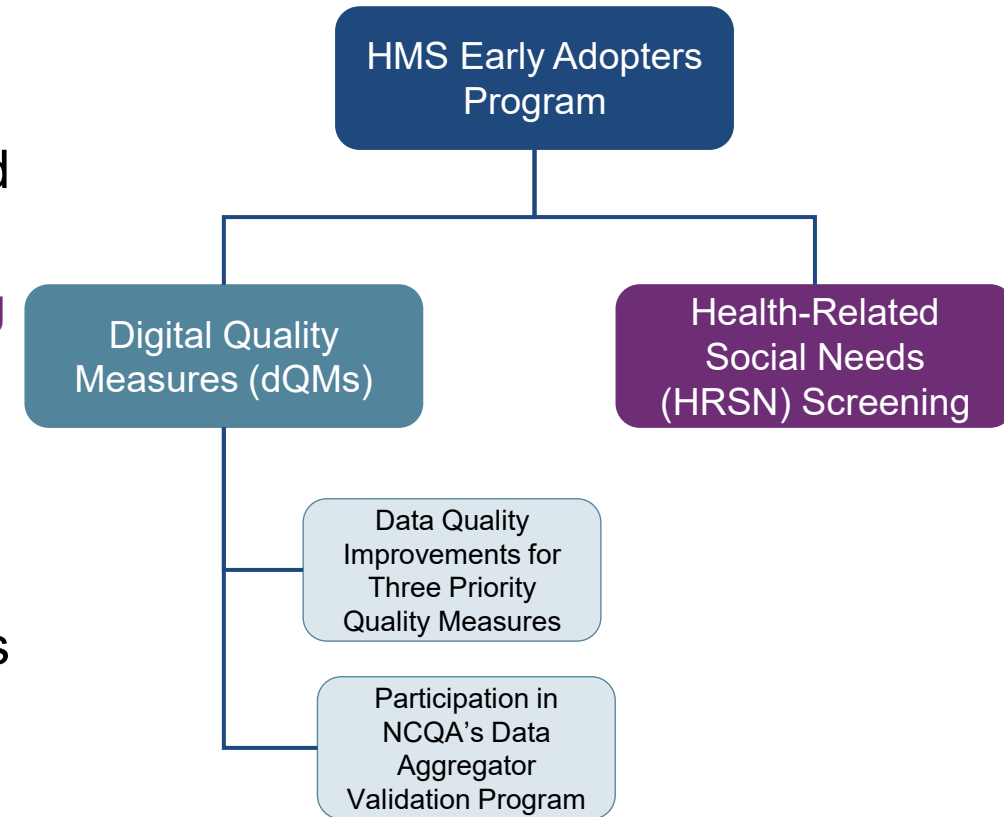 HMS Early Adopters
Program
Digital Quality
Measures (dQMs)
Health-Related
Social Needs
(HRSN) Screening
Data Quality
Improvements for
Three Priority
Quality Measures
Participation in
NCQA’s Data
Aggregator
Validation Program